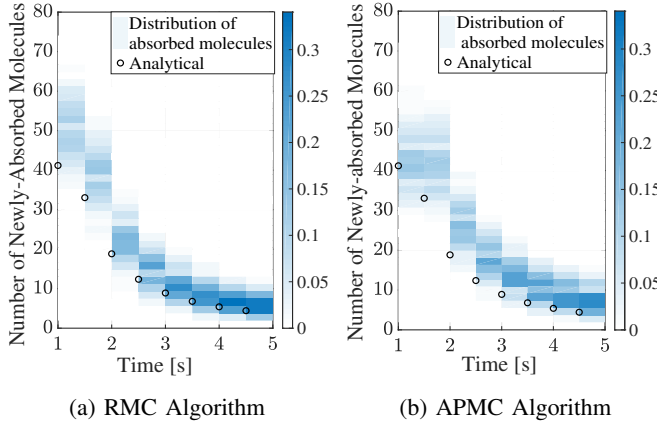 Number of Newly-Absorbed Molecules
80
70
60
50
40
30
20
10
0
Distribution of
absorbed molecules
Analytical
0.3
0.25
0.2
0.15
0.1
0.05
0
1 2 3 4 5
Time [s]
(a) RMC Algorithm
Number of Newly-absorbed Molecules
80
70
60
50
40
30
20
10
0
Distribution of
absorbed molecules
Analytical
0.3
0.25
0.2
0.15
0.1
0.05
0
1 2 3 4 5
Time [s]
(b) APMC Algorithm